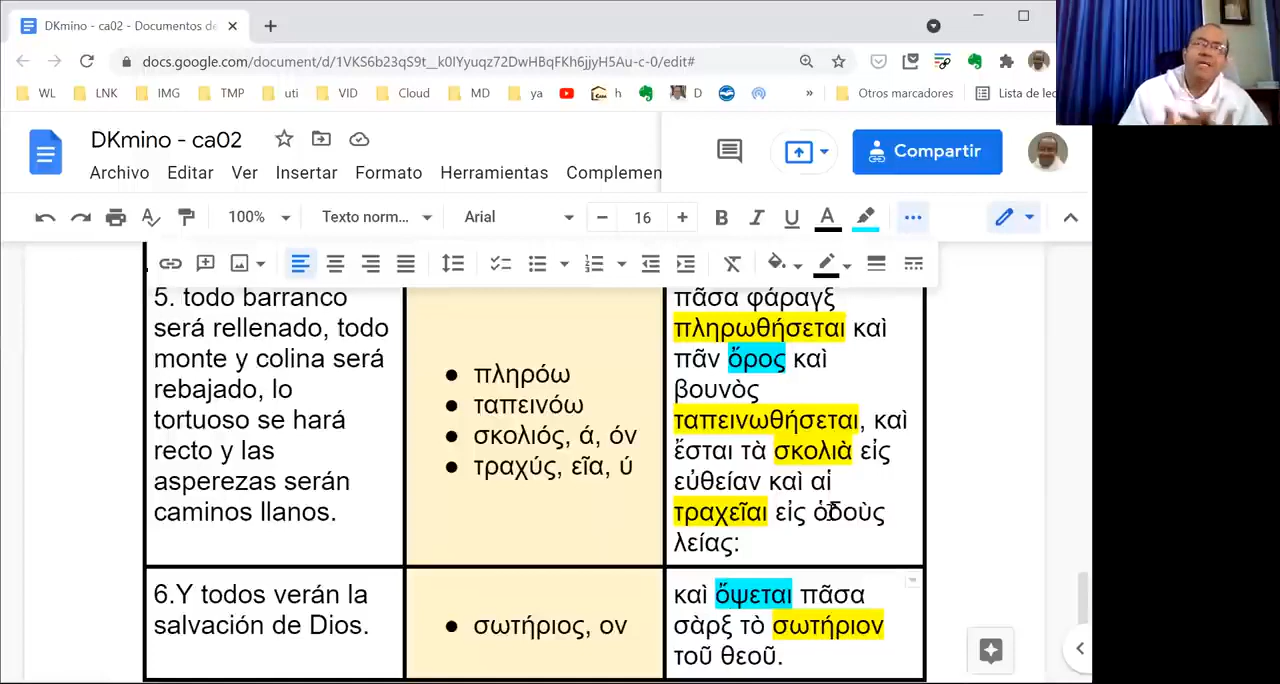 DKmino - ca02 - Documentos de
docs.google.com/document/d/1VKS6b23qS9t__k0IYyuqz72DwHBqFKh6jjyH5Au-c-0/edit#
WL LNK IMG TMP uti VID Cloud MD ya h D » Otros marcadores Lista de lec
DKmino - ca02
Compartir
Archivo Editar Ver Insertar Formato Herramientas Complemen
100% Texto norm... Arial 16 B I U A
5. todo barranco
será rellenado, todo
monte y colina será
rebajado, lo
tortuoso se hará
recto y las
asperezas serán
caminos llanos.
● πληρόω
● ταπεινόω
● σκολιός, ά, όν
● τραχύς, εῖα, ύ
πᾶσα φάραγξ
πληρωθήσεται καὶ
πᾶν ὄρος καὶ
βουνὸς
ταπεινωθήσεται, καὶ
ἔσται τὰ σκολιὰ εἰς
εὐθείαν καὶ αἱ
τραχεῖαι εἰς ὁδοὺς
λείας:
6.Y todos verán la
salvación de Dios.
● σωτήριος, ον
καὶ ὄψεται πᾶσα
σὰρξ τὸ σωτήριον
τοῦ θεοῦ.